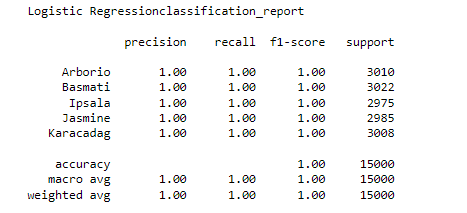 Logistic Regressionclassification_report
precision recall f1-score support
Arborio 1.00 1.00 1.00 3010
Basmati 1.00 1.00 1.00 3022
Ipsala 1.00 1.00 1.00 2975
Jasmine 1.00 1.00 1.00 2985
Karacadag 1.00 1.00 1.00 3008
accuracy 1.00 15000
macro avg 1.00 1.00 1.00 15000
weighted avg 1.00 1.00 1.00 15000